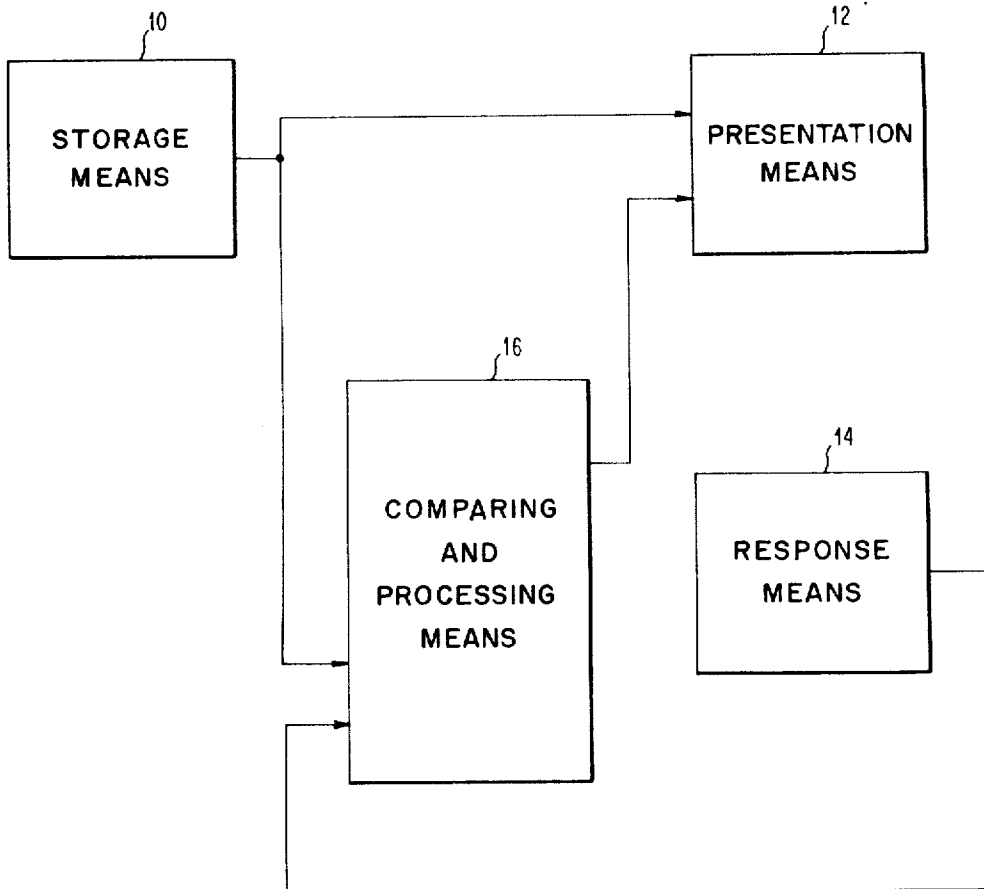 10
STORAGE
MEANS
12
PRESENTATION
MEANS
16
COMPARING
AND
PROCESSING
MEANS
14
RESPONSE
MEANS